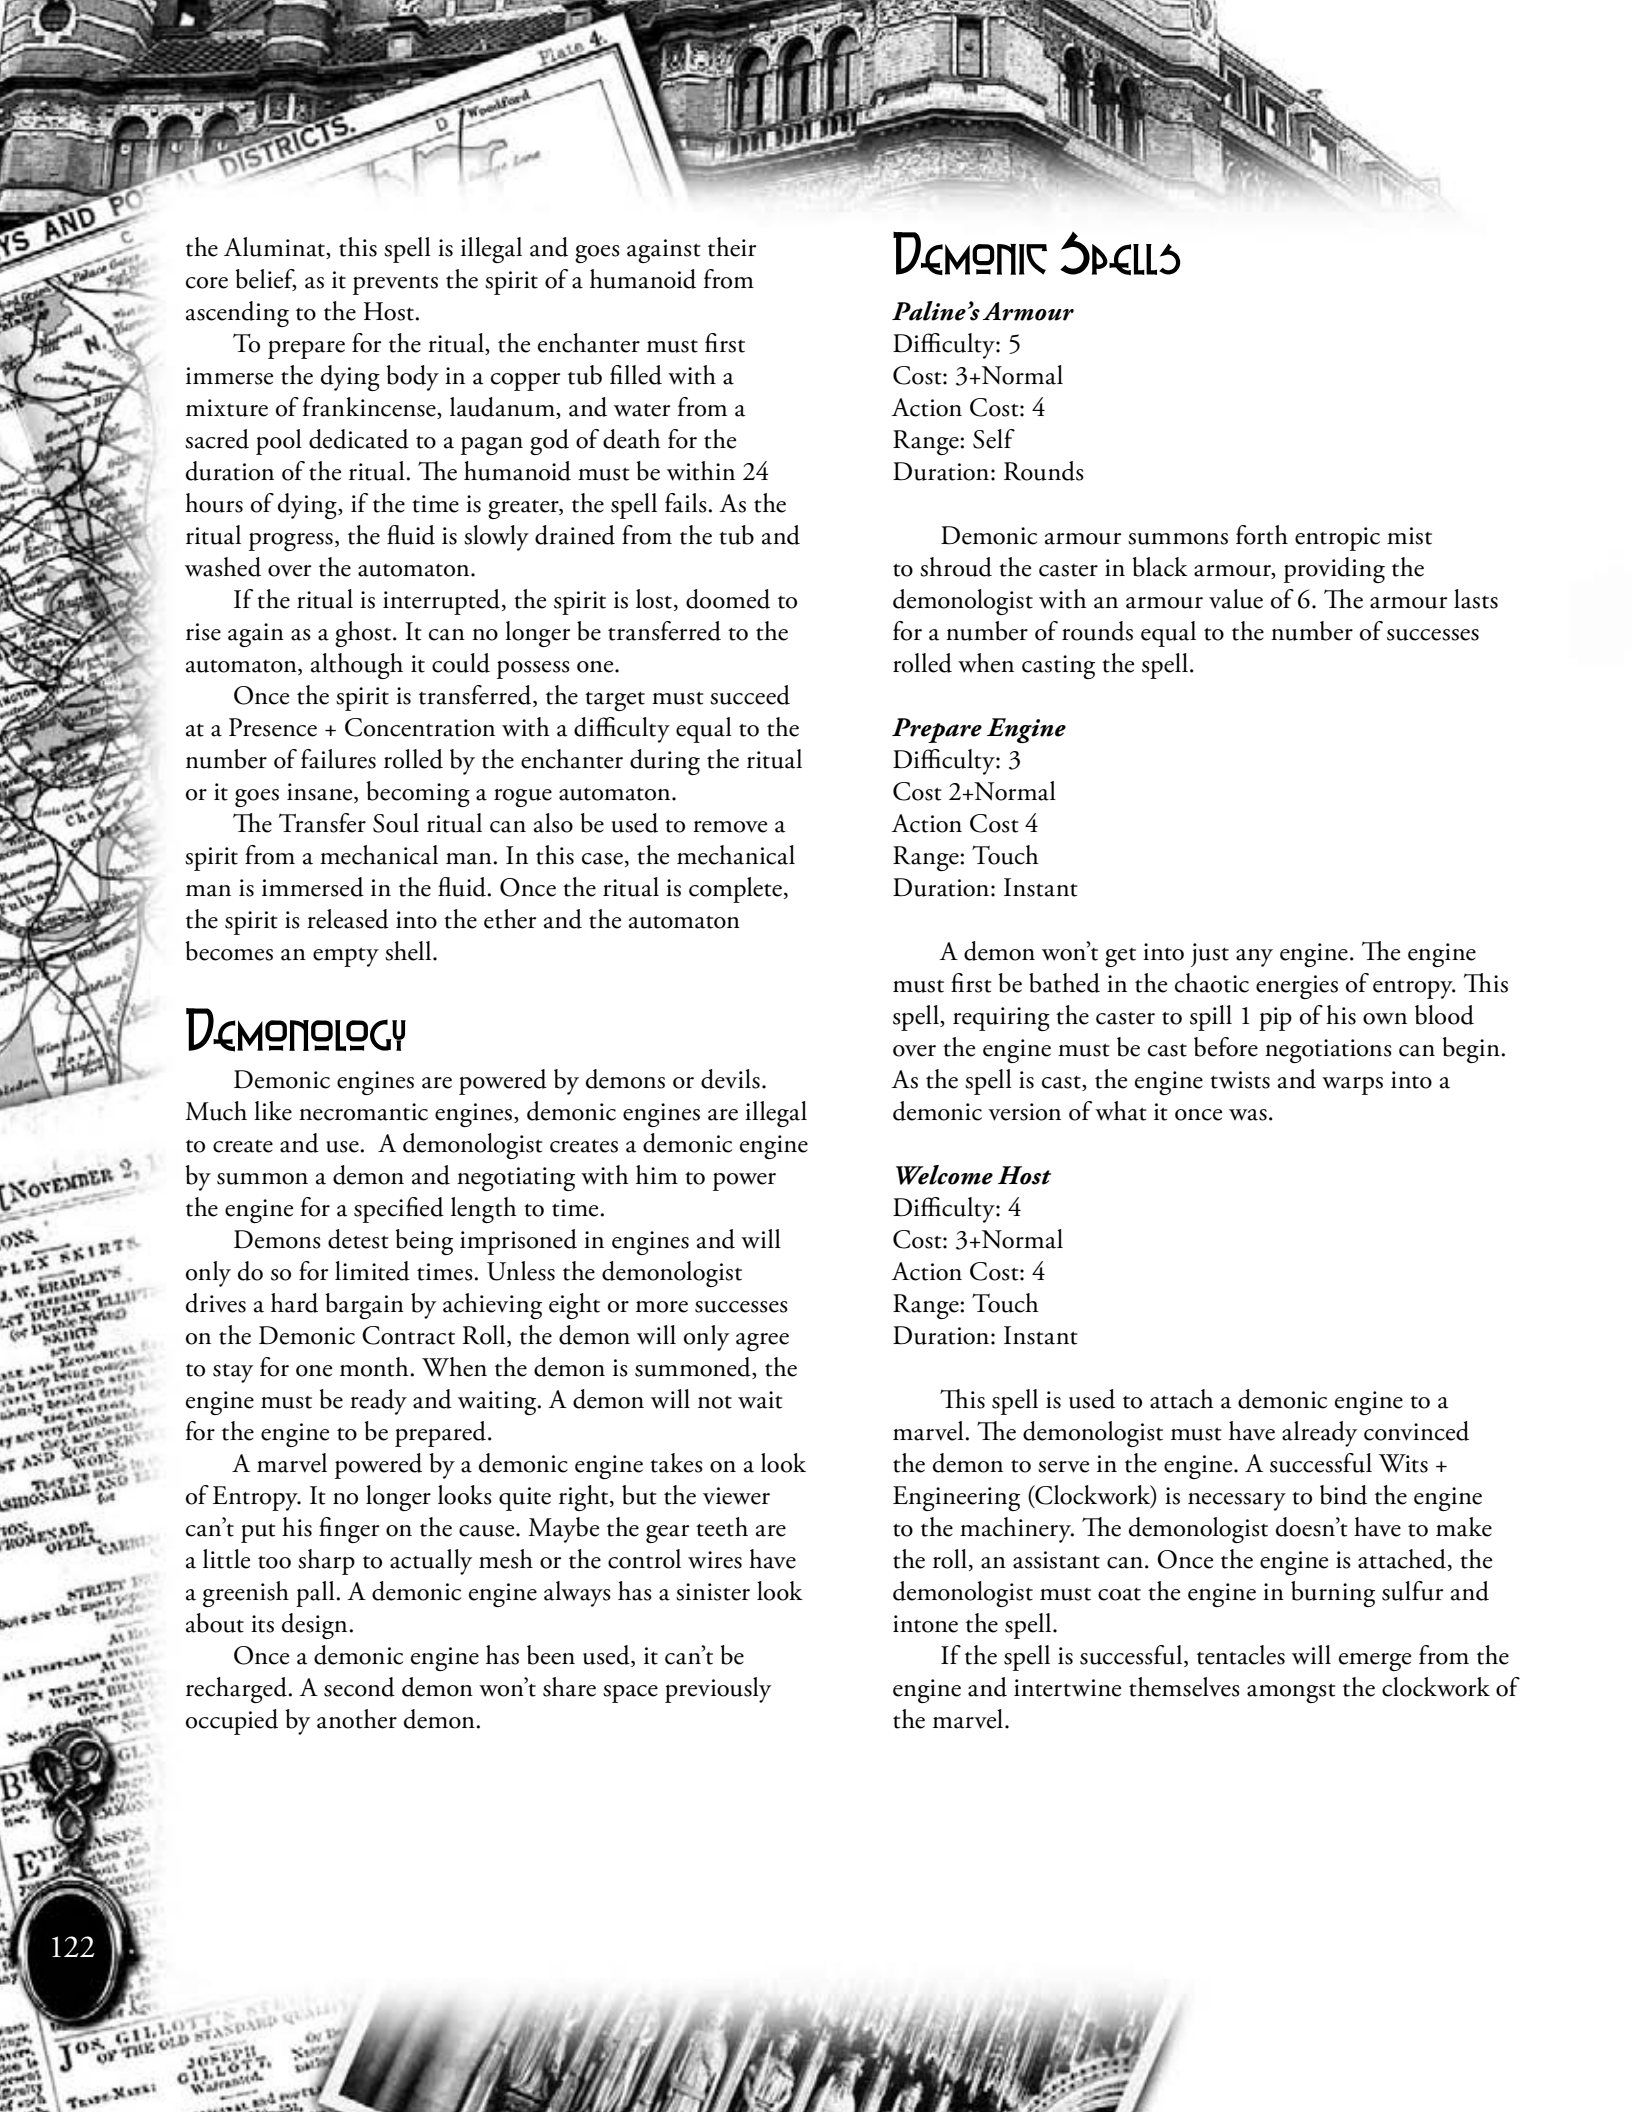 Plate 4.
Woodford
D
DISTRICTS.
YS AND POSTAL
C
N.
the Aluminat, this spell is illegal and goes against their
core belief, as it prevents the spirit of a humanoid from
ascending to the Host.
To prepare for the ritual, the enchanter must first
immerse the dying body in a copper tub filled with a
mixture of frankincense, laudanum, and water from a
sacred pool dedicated to a pagan god of death for the
duration of the ritual. The humanoid must be within 24
hours of dying, if the time is greater, the spell fails. As the
ritual progress, the fluid is slowly drained from the tub and
washed over the automaton.
If the ritual is interrupted, the spirit is lost, doomed to
rise again as a ghost. It can no longer be transferred to the
automaton, although it could possess one.
Once the spirit is transferred, the target must succeed
at a Presence + Concentration with a difficulty equal to the
number of failures rolled by the enchanter during the ritual
or it goes insane, becoming a rogue automaton.
The Transfer Soul ritual can also be used to remove a
spirit from a mechanical man. In this case, the mechanical
man is immersed in the fluid. Once the ritual is complete,
the spirit is released into the ether and the automaton
becomes an empty shell.
Demonology
Demonic engines are powered by demons or devils.
Much like necromantic engines, demonic engines are illegal
to create and use.  A demonologist creates a demonic engine
by summon a demon and negotiating with him to power
the engine for a specified length to time.
Demons detest being imprisoned in engines and will
only do so for limited times. Unless the demonologist
drives a hard bargain by achieving eight or more successes
on the Demonic Contract Roll, the demon will only agree
to stay for one month. When the demon is summoned, the
engine must be ready and waiting. A demon will not wait
for the engine to be prepared.
A marvel powered by a demonic engine takes on a look
of Entropy. It no longer looks quite right, but the viewer
can't put his finger on the cause. Maybe the gear teeth are
a little too sharp to actually mesh or the control wires have
a greenish pall. A demonic engine always has a sinister look
about its design.
Once a demonic engine has been used, it can't be
recharged. A second demon won't share space previously
occupied by another demon.
Demonic Spells
Paline's Armour
Difficulty: 5
Cost: 3+Normal
Action Cost: 4
Range: Self
Duration: Rounds
Demonic armour summons forth entropic mist
to shroud the caster in black armour, providing the
demonologist with an armour value of 6. The armour lasts
for a number of rounds equal to the number of successes
rolled when casting the spell.
Prepare Engine
Difficulty: 3
Cost 2+Normal
Action Cost 4
Range: Touch
Duration: Instant
A demon won't get into just any engine. The engine
must first be bathed in the chaotic energies of entropy. This
spell, requiring the caster to spill 1 pip of his own blood
over the engine must be cast before negotiations can begin.
As the spell is cast, the engine twists and warps into a
demonic version of what it once was.
Welcome Host
Difficulty: 4
Cost: 3+Normal
Action Cost: 4
Range: Touch
Duration: Instant
This spell is used to attach a demonic engine to a
marvel. The demonologist must have already convinced
the demon to serve in the engine. A successful Wits +
Engineering (Clockwork) is necessary to bind the engine
to the machinery. The demonologist doesn't have to make
the roll, an assistant can. Once the engine is attached, the
demonologist must coat the engine in burning sulfur and
intone the spell.
If the spell is successful, tentacles will emerge from the
engine and intertwine themselves amongst the clockwork of
the marvel.
[NOVEMBER 2,
PLEX SKIRTS.
J. W. BRADLEY'S
SKIRTS
OPERA,
122
JOS. GILLOTT'S
OF THE OLD STANDARD QUALITY
JOSEPH
GILLOTT,
Warranted.
TRADE-MARK: